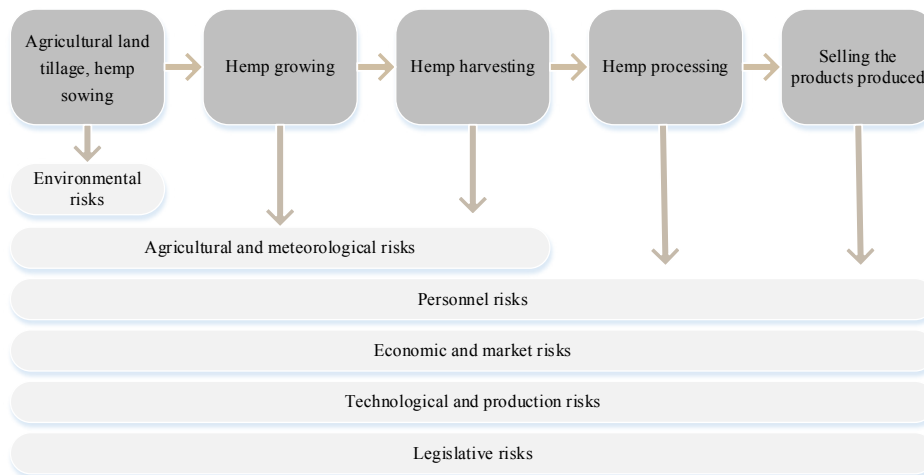 Agricultural land
tillage, hemp
sowing
Hemp growing
Hemp harvesting
Hemp processing
Selling the
products produced
Environmental
risks
Agricultural and meteorological risks
Personnel risks
Economic and market risks
Technological and production risks
Legislative risks